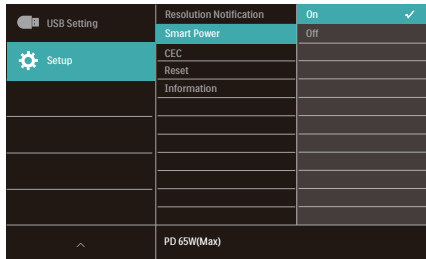 USB Setting
Setup
Resolution Notification
Smart Power
CEC
Reset
Information
On
Off
PD 65W(Max)